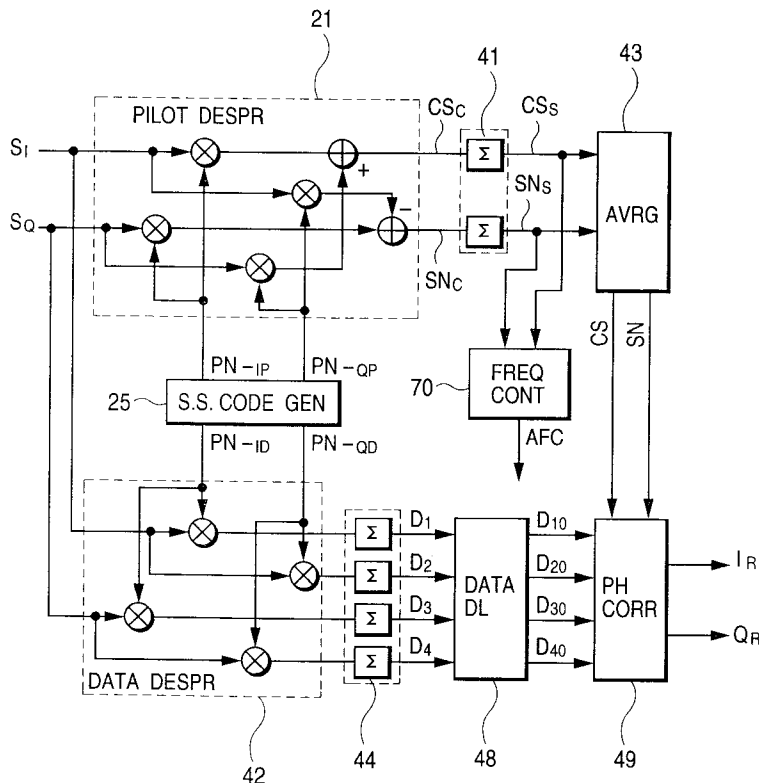 21
41
43
PILOT DESPR
CSC
CSS
SI
Σ
+
SNS
AVRG
SQ
−
Σ
SNC
PN-IP
PN-QP
CS
SN
25
S.S. CODE GEN
70
FREQ
CONT
PN-ID
PN-QD
AFC
Σ
D1
D10
IR
Σ
D2
DATA
DL
D20
PH
CORR
Σ
D3
D30
QR
Σ
D4
D40
DATA DESPR
42
44
48
49